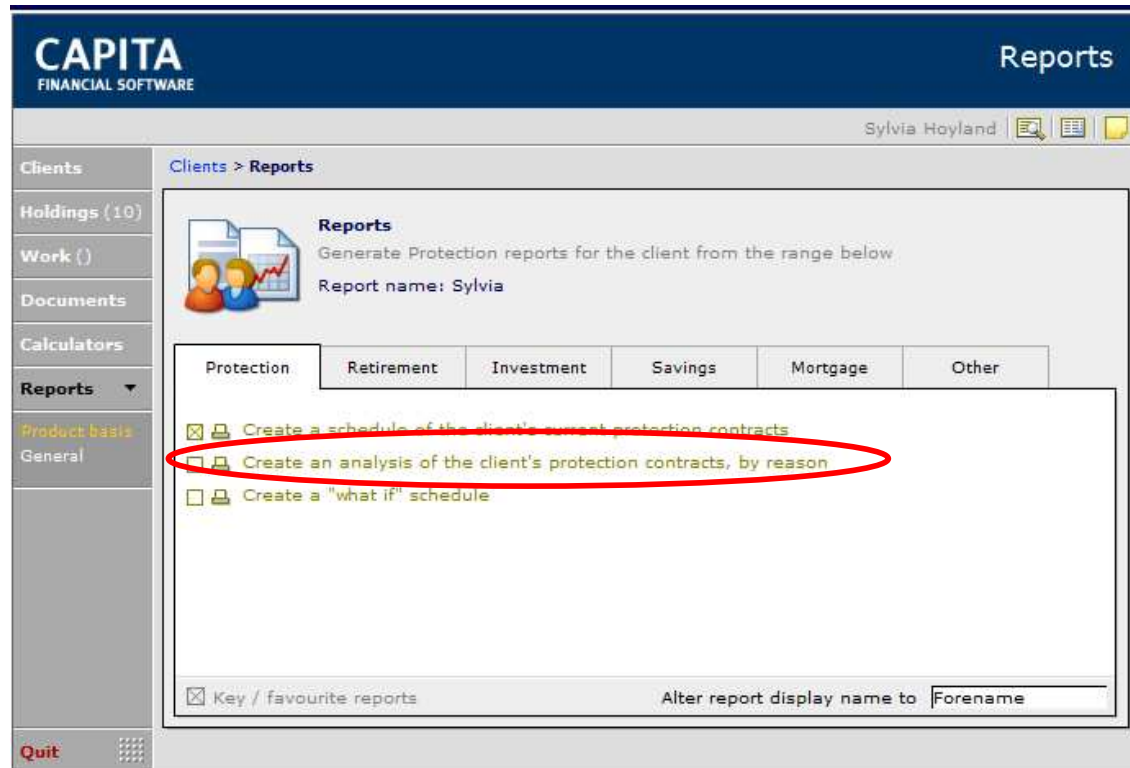 CAPITA
FINANCIAL SOFTWARE
Reports
Sylvia Hoyland
Clients
Holdings (10)
Work ()
Documents
Calculators
Reports
Product basis
General
Quit
Clients > Reports
Reports
Generate Protection reports for the client from the range below
Report name: Sylvia
Protection Retirement Investment Savings Mortgage Other
Create a schedule of the client's current protection contracts
Create an analysis of the client's protection contracts, by reason
Create a "what if" schedule
Key / favourite reports Alter report display name to Forename